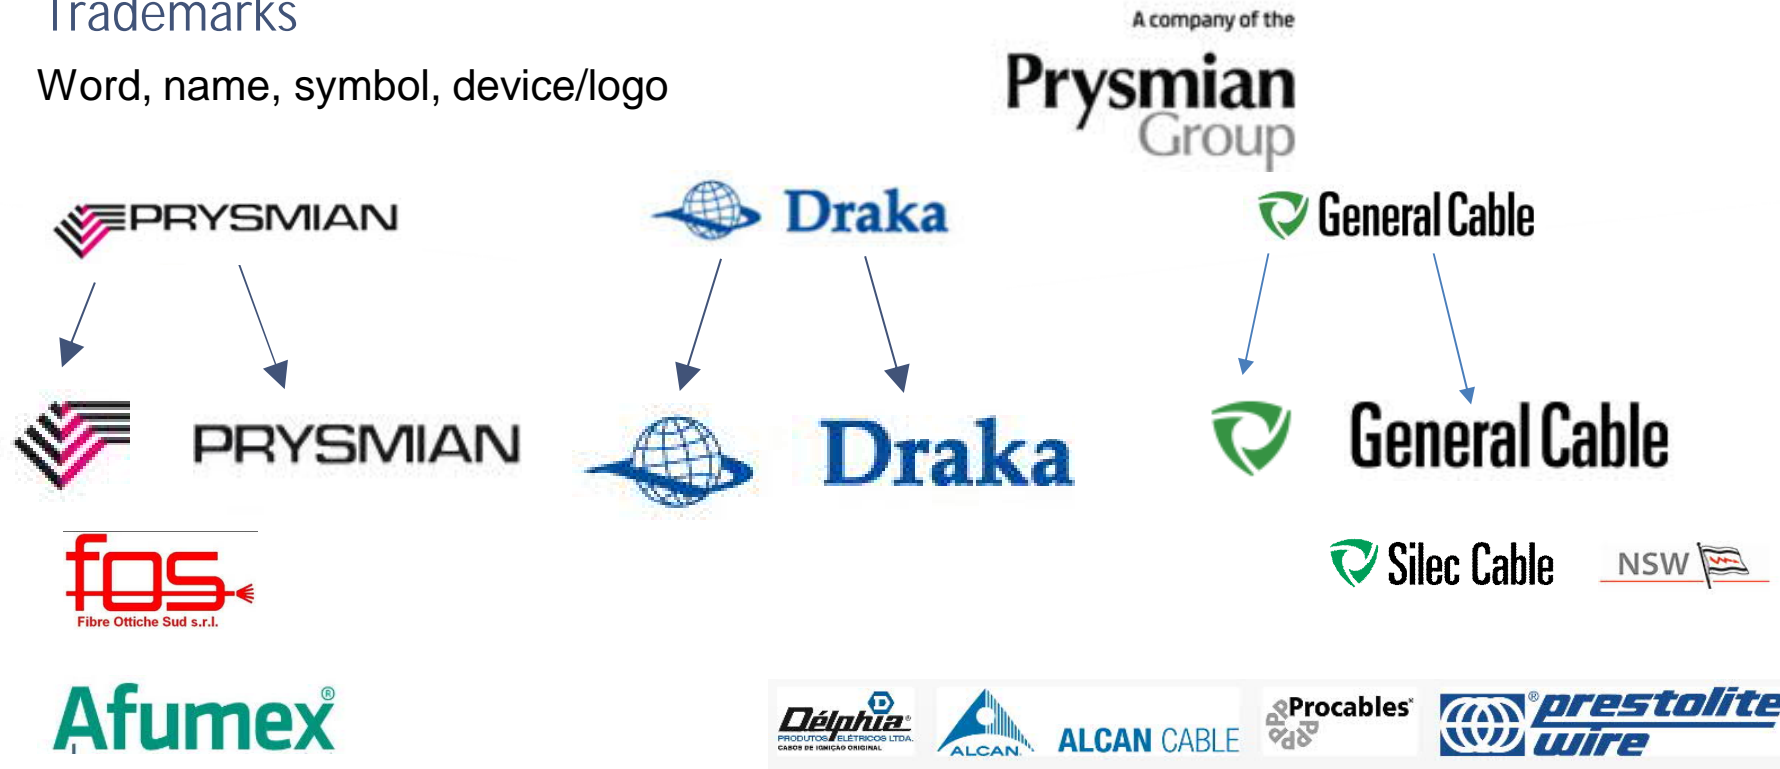 Trademarks
Word, name, symbol, device/logo
A company of the
Prysmian
Group
PRYSMIAN
Draka
General Cable
PRYSMIAN
Draka
General Cable
fos
Fibre Ottiche Sud s.r.l.
Silec Cable
NSW
Afumex®
Délphia
PRODUTOS ELÉTRICOS LTDA.
CABOS DE IGNIÇÃO ORIGINAL
ALCAN
ALCAN CABLE
Procables
®prestolite
wire